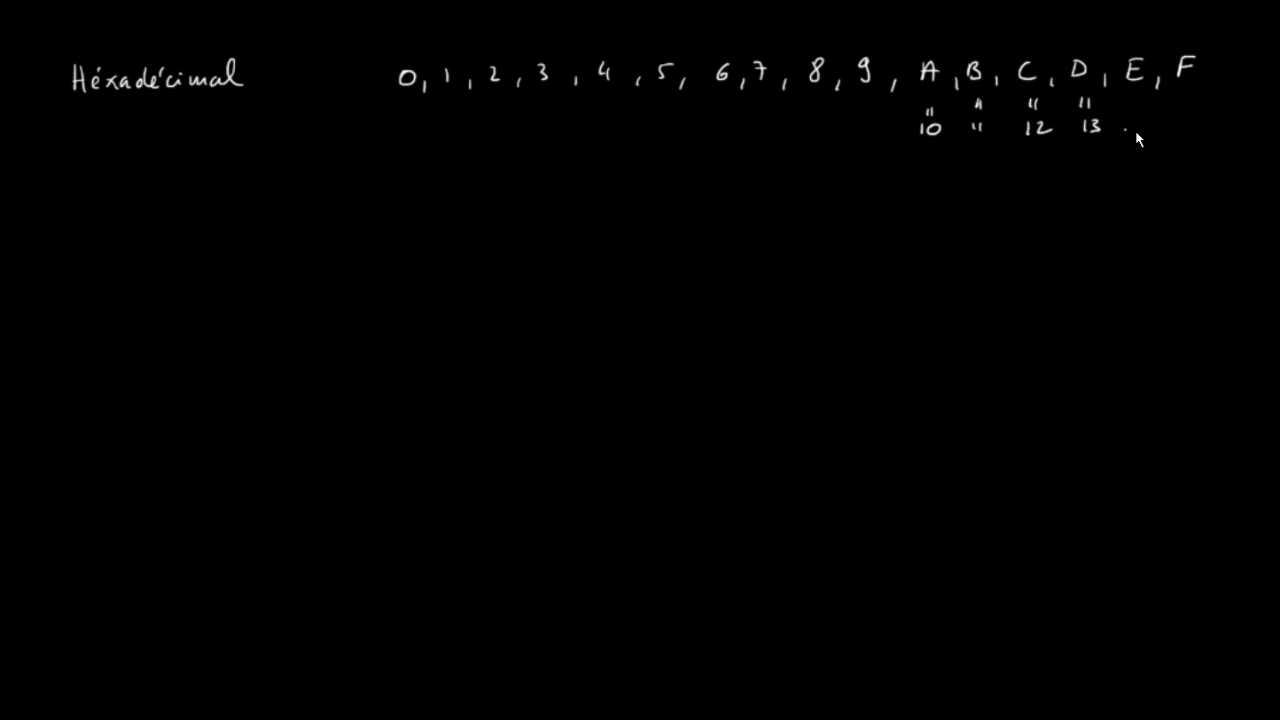 Héxadécimal 0, 1, 2, 3, 4, 5, 6, 7, 8, 9, A, B, C, D, E, F
" " " "
10 11 12 13 .